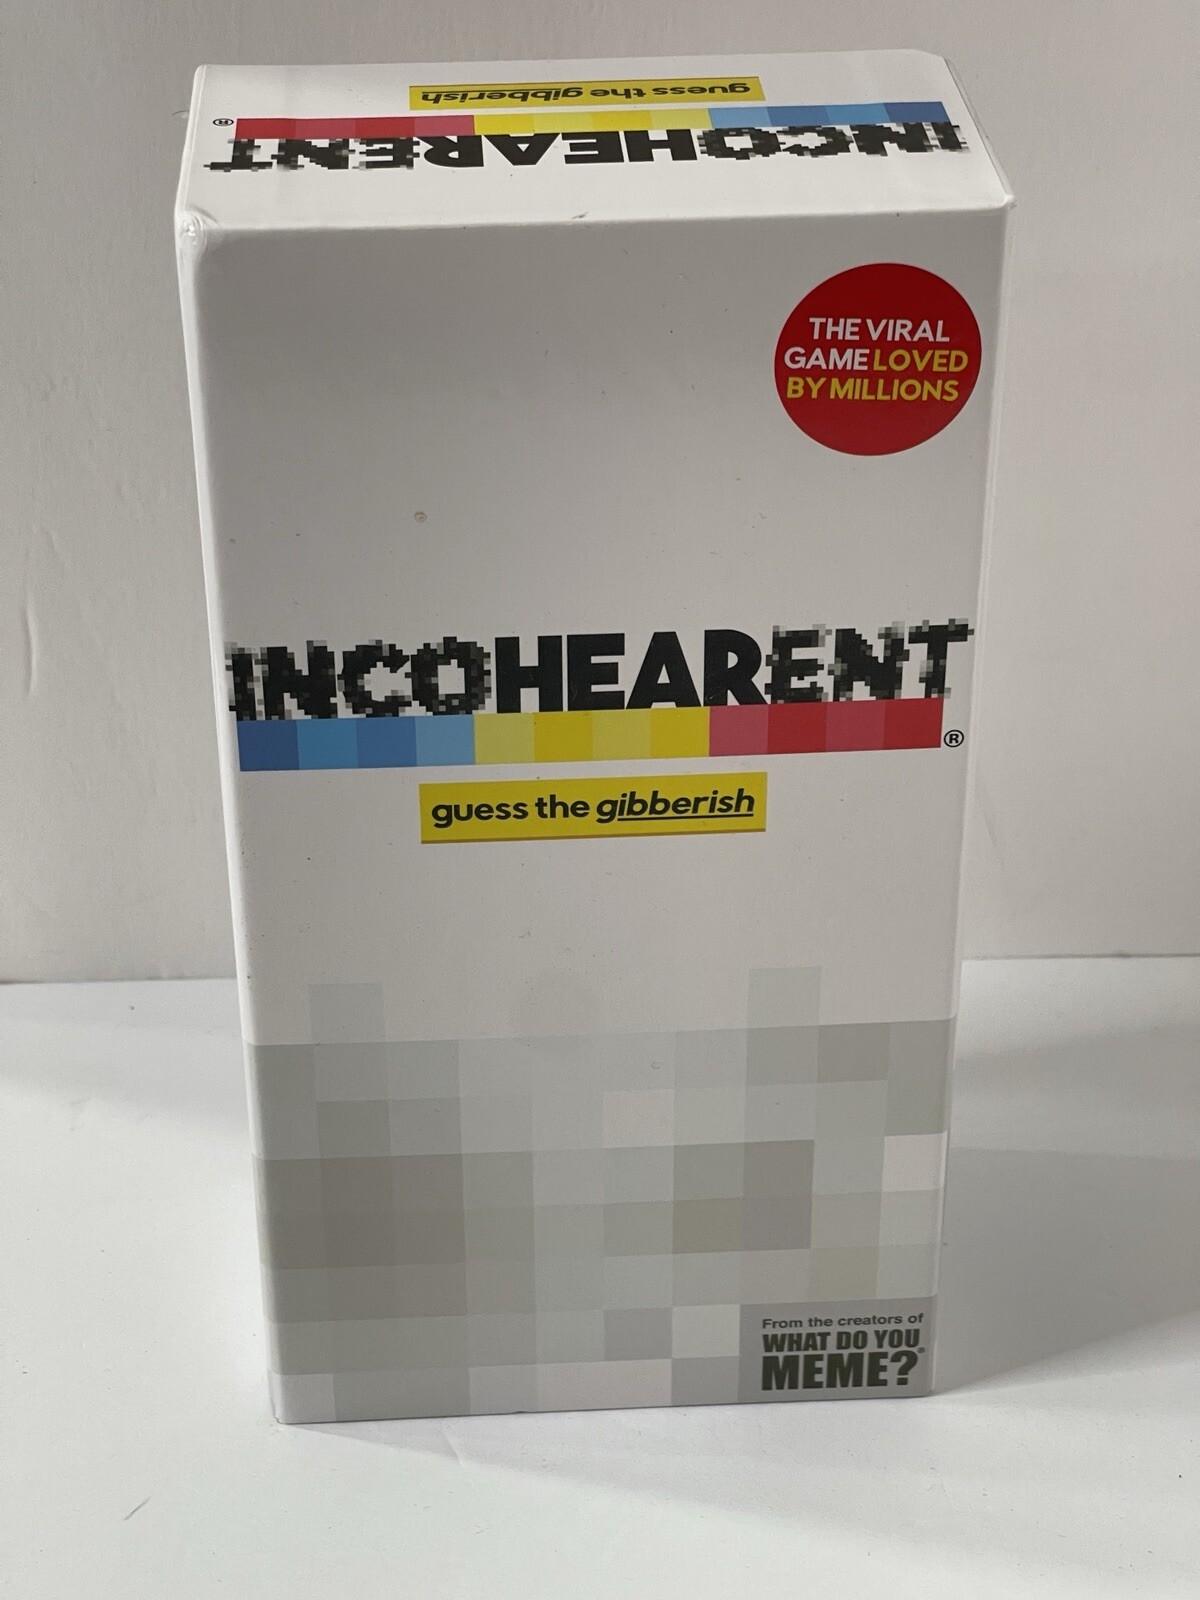 guess the gibberish
INCOHEARENT
®
THE VIRAL
GAME LOVED
BY MILLIONS
INCOHEARENT
®
guess the gibberish
From the creators of
WHAT DO YOU
MEME?®